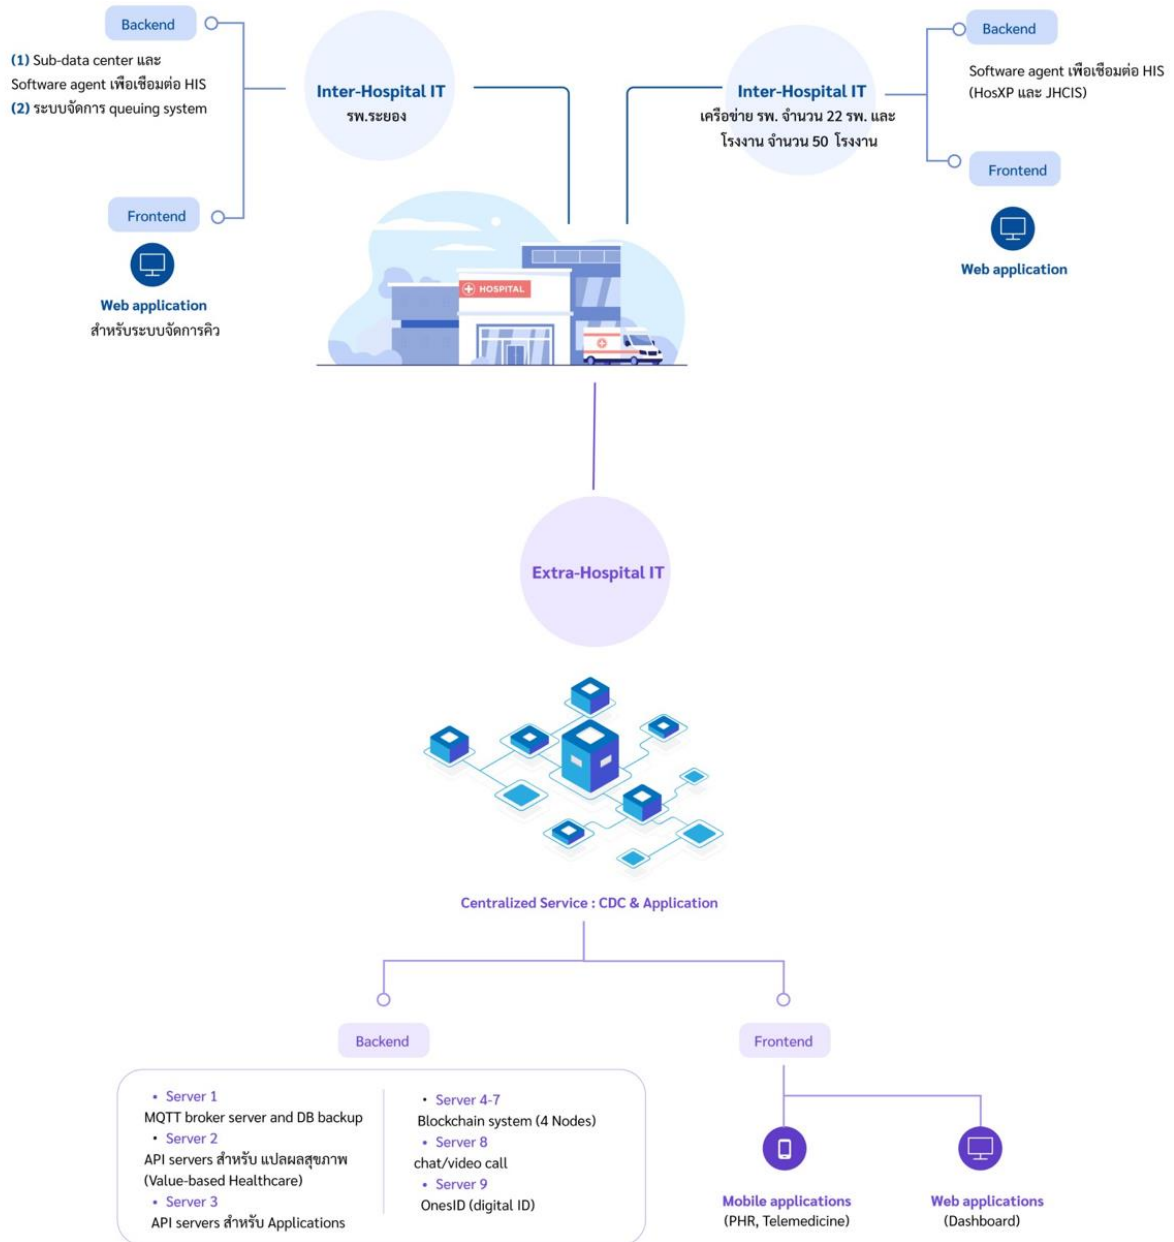 Backend
(1) Sub-data center และ
Software agent เพื่อเชื่อมต่อ HIS
(2) ระบบจัดการ queuing system
Frontend
Web application
สำหรับระบบจัดการคิว
Inter-Hospital IT
รพ.ระยอง
Inter-Hospital IT
เครือข่าย รพ. จำนวน 22 รพ. และ
โรงงาน จำนวน 50 โรงงาน
Backend
Software agent เพื่อเชื่อมต่อ HIS
(HosXP และ JHCIS)
Frontend
Web application
HOSPITAL
Extra-Hospital IT
Centralized Service : CDC & Application
Backend
• Server 1
MQTT broker server and DB backup
• Server 2
API servers สำหรับ แปลผลสุขภาพ
(Value-based Healthcare)
• Server 3
API servers สำหรับ Applications
• Server 4-7
Blockchain system (4 Nodes)
• Server 8
chat/video call
• Server 9
OnesID (digital ID)
Frontend
Mobile applications
(PHR, Telemedicine)
Web applications
(Dashboard)